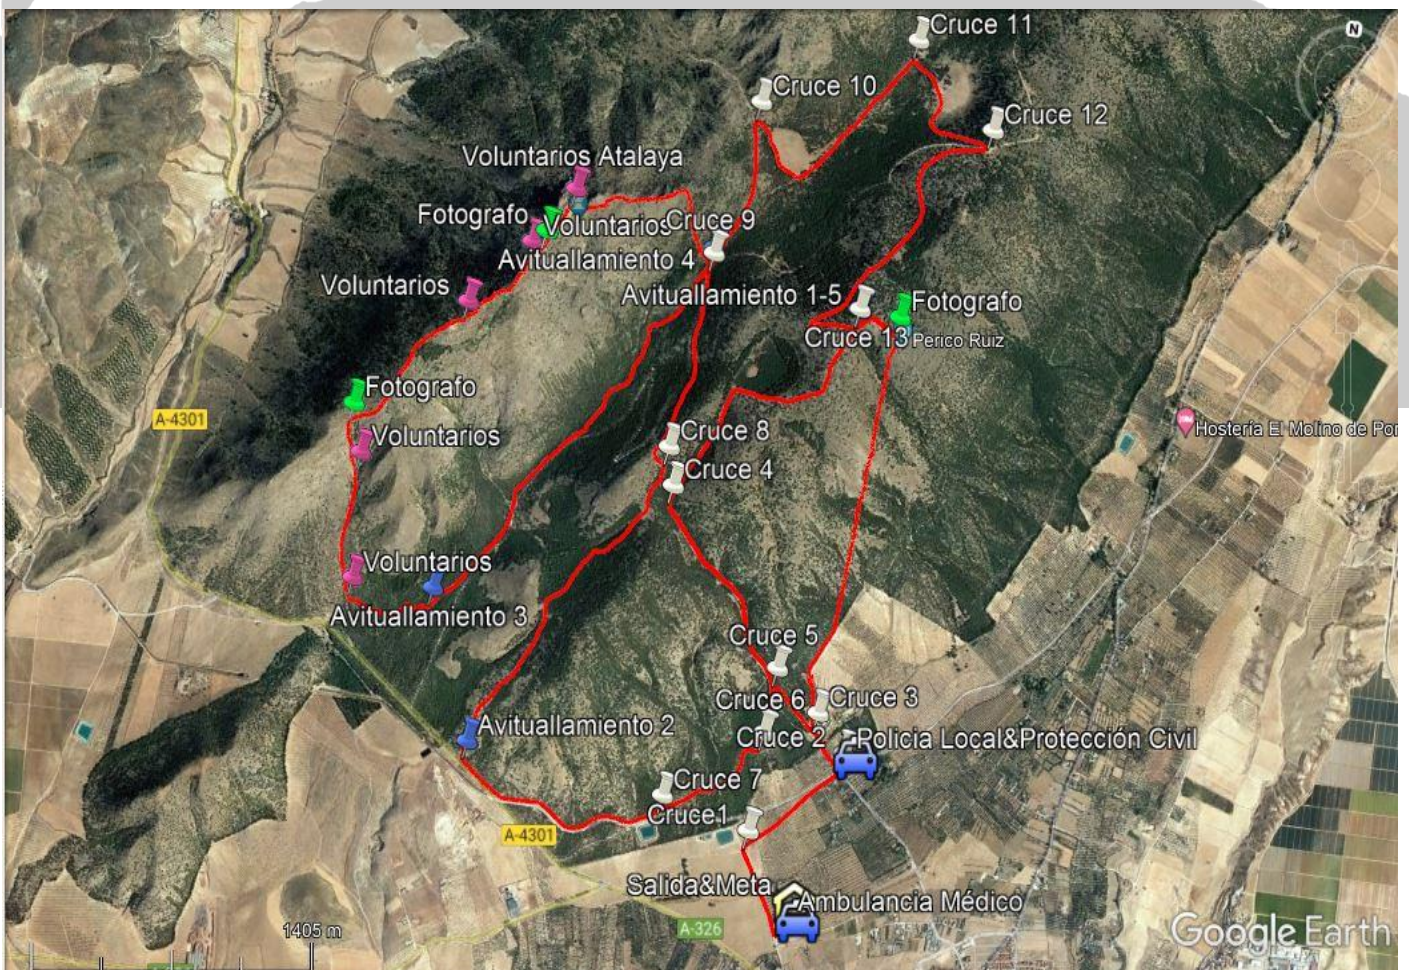 Cruce 11
N
Cruce 10
Cruce 12
Voluntarios Atalaya
Fotografo
Voluntarios
Cruce 9
Avituallamiento 4
Voluntarios
Avituallamiento 1-5
Fotografo
Cruce 13
Perico Ruiz
Fotografo
A-4301
Voluntarios
Cruce 8
Hostería El Molino de Por
Cruce 4
Voluntarios
Avituallamiento 3
Cruce 5
Cruce 6
Cruce 3
Avituallamiento 2
Cruce 2
Policia Local&Protección Civil
Cruce 7
Cruce1
A-4301
Salida&Meta
Ambulancia Médico
1405 m
A-326
Google Earth